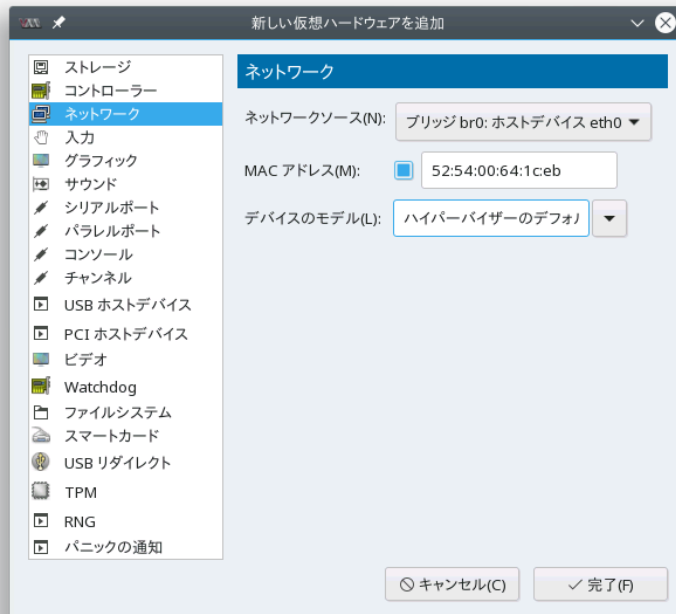 新しい仮想ハードウェアを追加
ストレージ
コントローラー
ネットワーク
入力
グラフィック
サウンド
シリアルポート
パラレルポート
コンソール
チャンネル
USB ホストデバイス
PCI ホストデバイス
ビデオ
Watchdog
ファイルシステム
スマートカード
USB リダイレクト
TPM
RNG
パニックの通知
ネットワーク
ネットワークソース(N): ブリッジ br0: ホストデバイス eth0
MAC アドレス(M): 52:54:00:64:1c:eb
デバイスのモデル(L): ハイパーバイザーのデフォ
キャンセル(C) 完了(F)